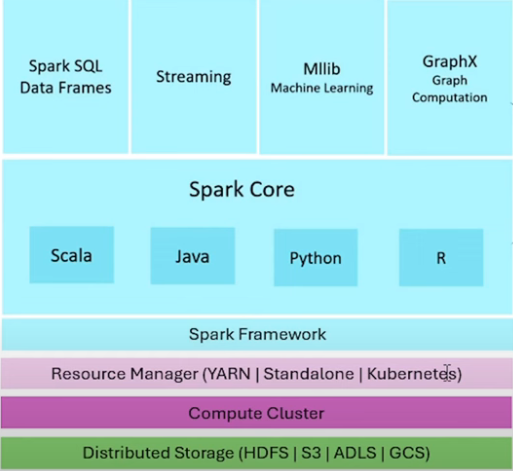 Spark SQL
Data Frames
Streaming
Mllib
Machine Learning
GraphX
Graph
Computation
Spark Core
Scala
Java
Python
R
Spark Framework
Resource Manager (YARN | Standalone | Kubernetes)
Compute Cluster
Distributed Storage (HDFS | S3 | ADLS | GCS)